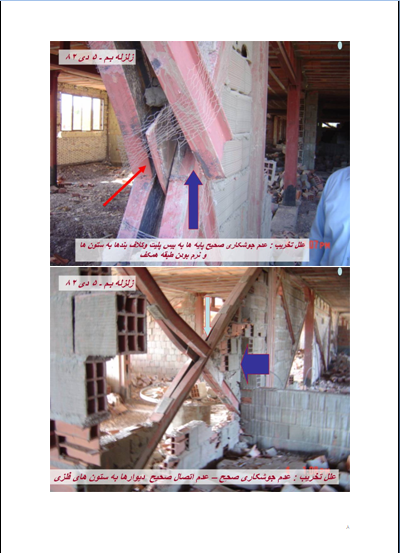 زلزله بم - ۵ دی ۸۲
علل تخریب : عدم جوشکاری صحیح پایه ها به بیس پلیت وکلاف بندها به ستون ها
و نرم بودن طبقه همکف
زلزله بم - ۵ دی ۸۲
علل تخریب : عدم جوشکاری صحیح – عدم اتصال صحیح دیوارها به ستون های فلزی